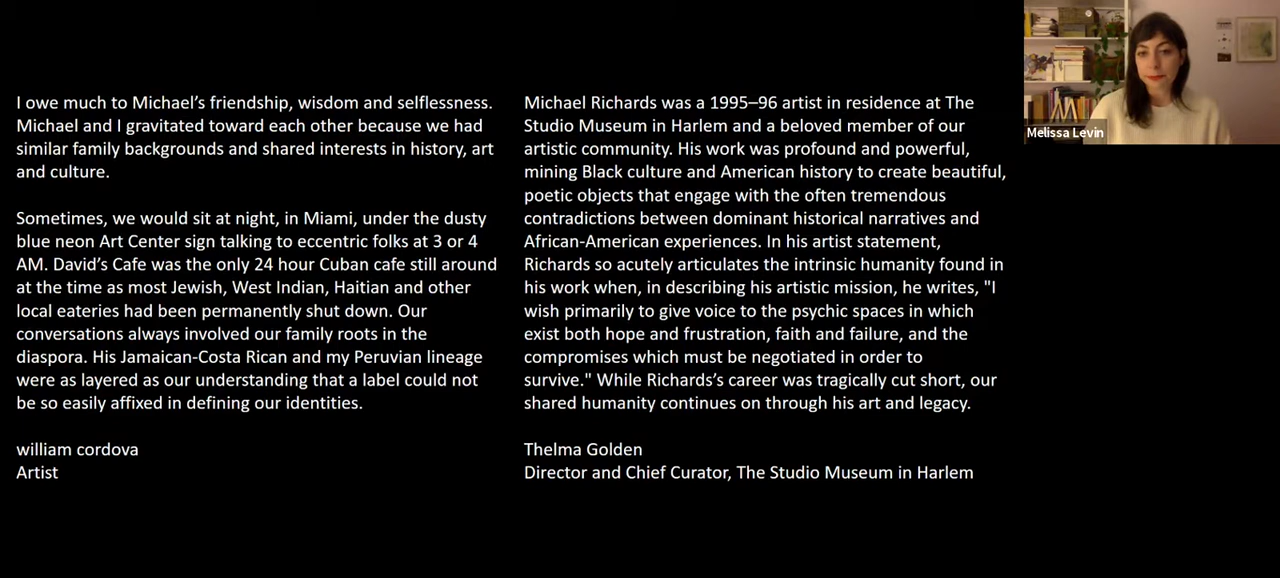 I owe much to Michael’s friendship, wisdom and selflessness.
Michael and I gravitated toward each other because we had
similar family backgrounds and shared interests in history, art
and culture.
Sometimes, we would sit at night, in Miami, under the dusty
blue neon Art Center sign talking to eccentric folks at 3 or 4
AM. David’s Cafe was the only 24 hour Cuban cafe still around
at the time as most Jewish, West Indian, Haitian and other
local eateries had been permanently shut down. Our
conversations always involved our family roots in the
diaspora. His Jamaican-Costa Rican and my Peruvian lineage
were as layered as our understanding that a label could not
be so easily affixed in defining our identities.
william cordova
Artist
Michael Richards was a 1995–96 artist in residence at The
Studio Museum in Harlem and a beloved member of our
artistic community. His work was profound and powerful,
mining Black culture and American history to create beautiful,
poetic objects that engage with the often tremendous
contradictions between dominant historical narratives and
African-American experiences. In his artist statement,
Richards so acutely articulates the intrinsic humanity found in
his work when, in describing his artistic mission, he writes, "I
wish primarily to give voice to the psychic spaces in which
exist both hope and frustration, faith and failure, and the
compromises which must be negotiated in order to
survive." While Richards’s career was tragically cut short, our
shared humanity continues on through his art and legacy.
Thelma Golden
Director and Chief Curator, The Studio Museum in Harlem
Melissa Levin